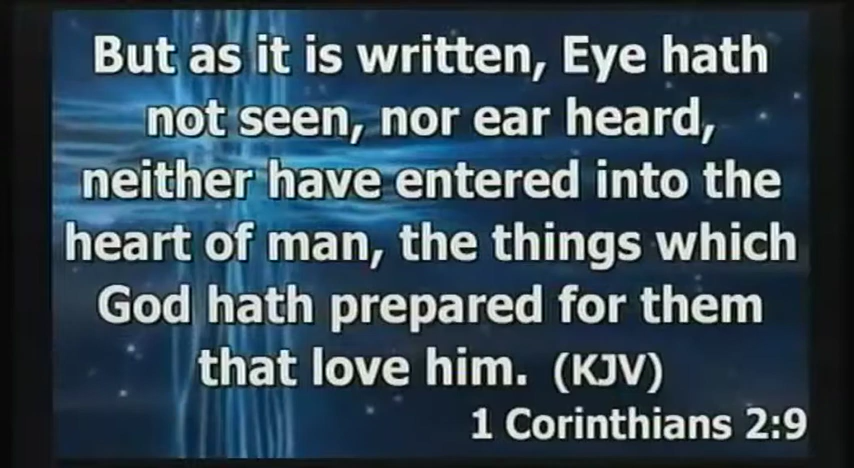 But as it is written, Eye hath
not seen, nor ear heard,
neither have entered into the
heart of man, the things which
God hath prepared for them
that love him. (KJV)
1 Corinthians 2:9